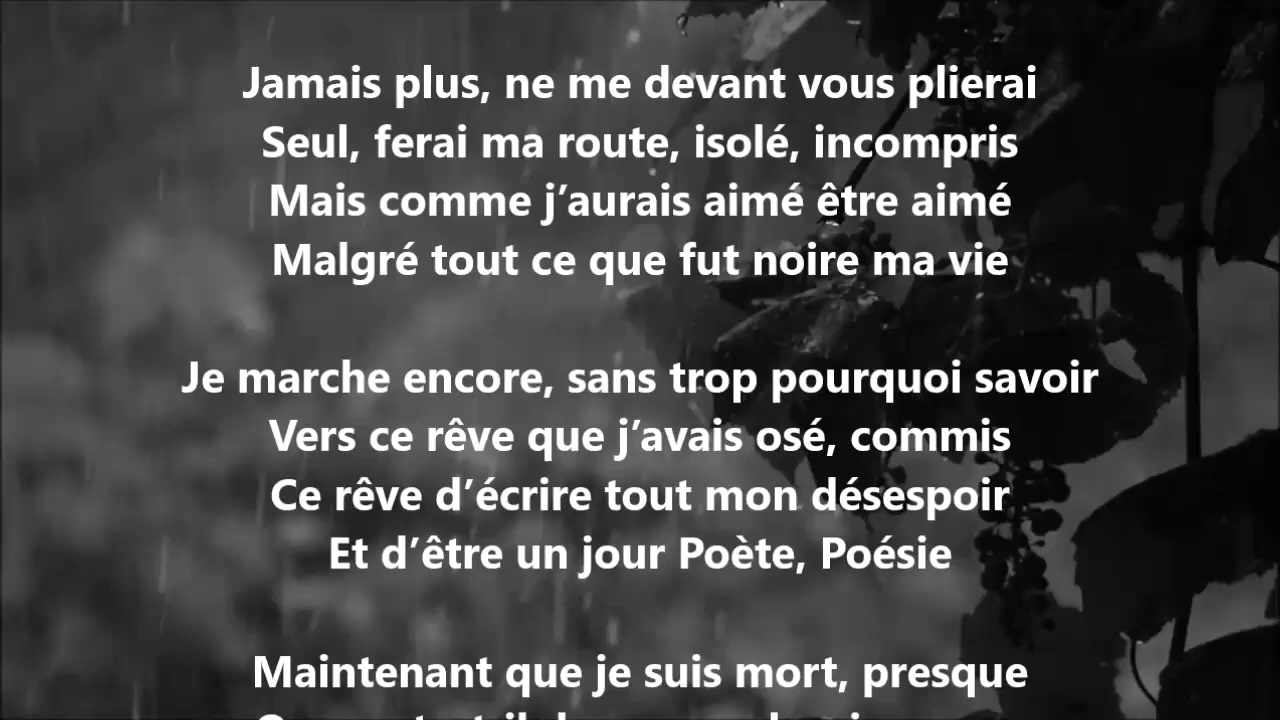 Jamais plus, ne me devant vous plierai
Seul, ferai ma route, isolé, incompris
Mais comme j’aurais aimé être aimé
Malgré tout ce que fut noire ma vie
Je marche encore, sans trop pourquoi savoir
Vers ce rêve que j’avais osé, commis
Ce rêve d’écrire tout mon désespoir
Et d’être un jour Poète, Poésie
Maintenant que je suis mort, presque